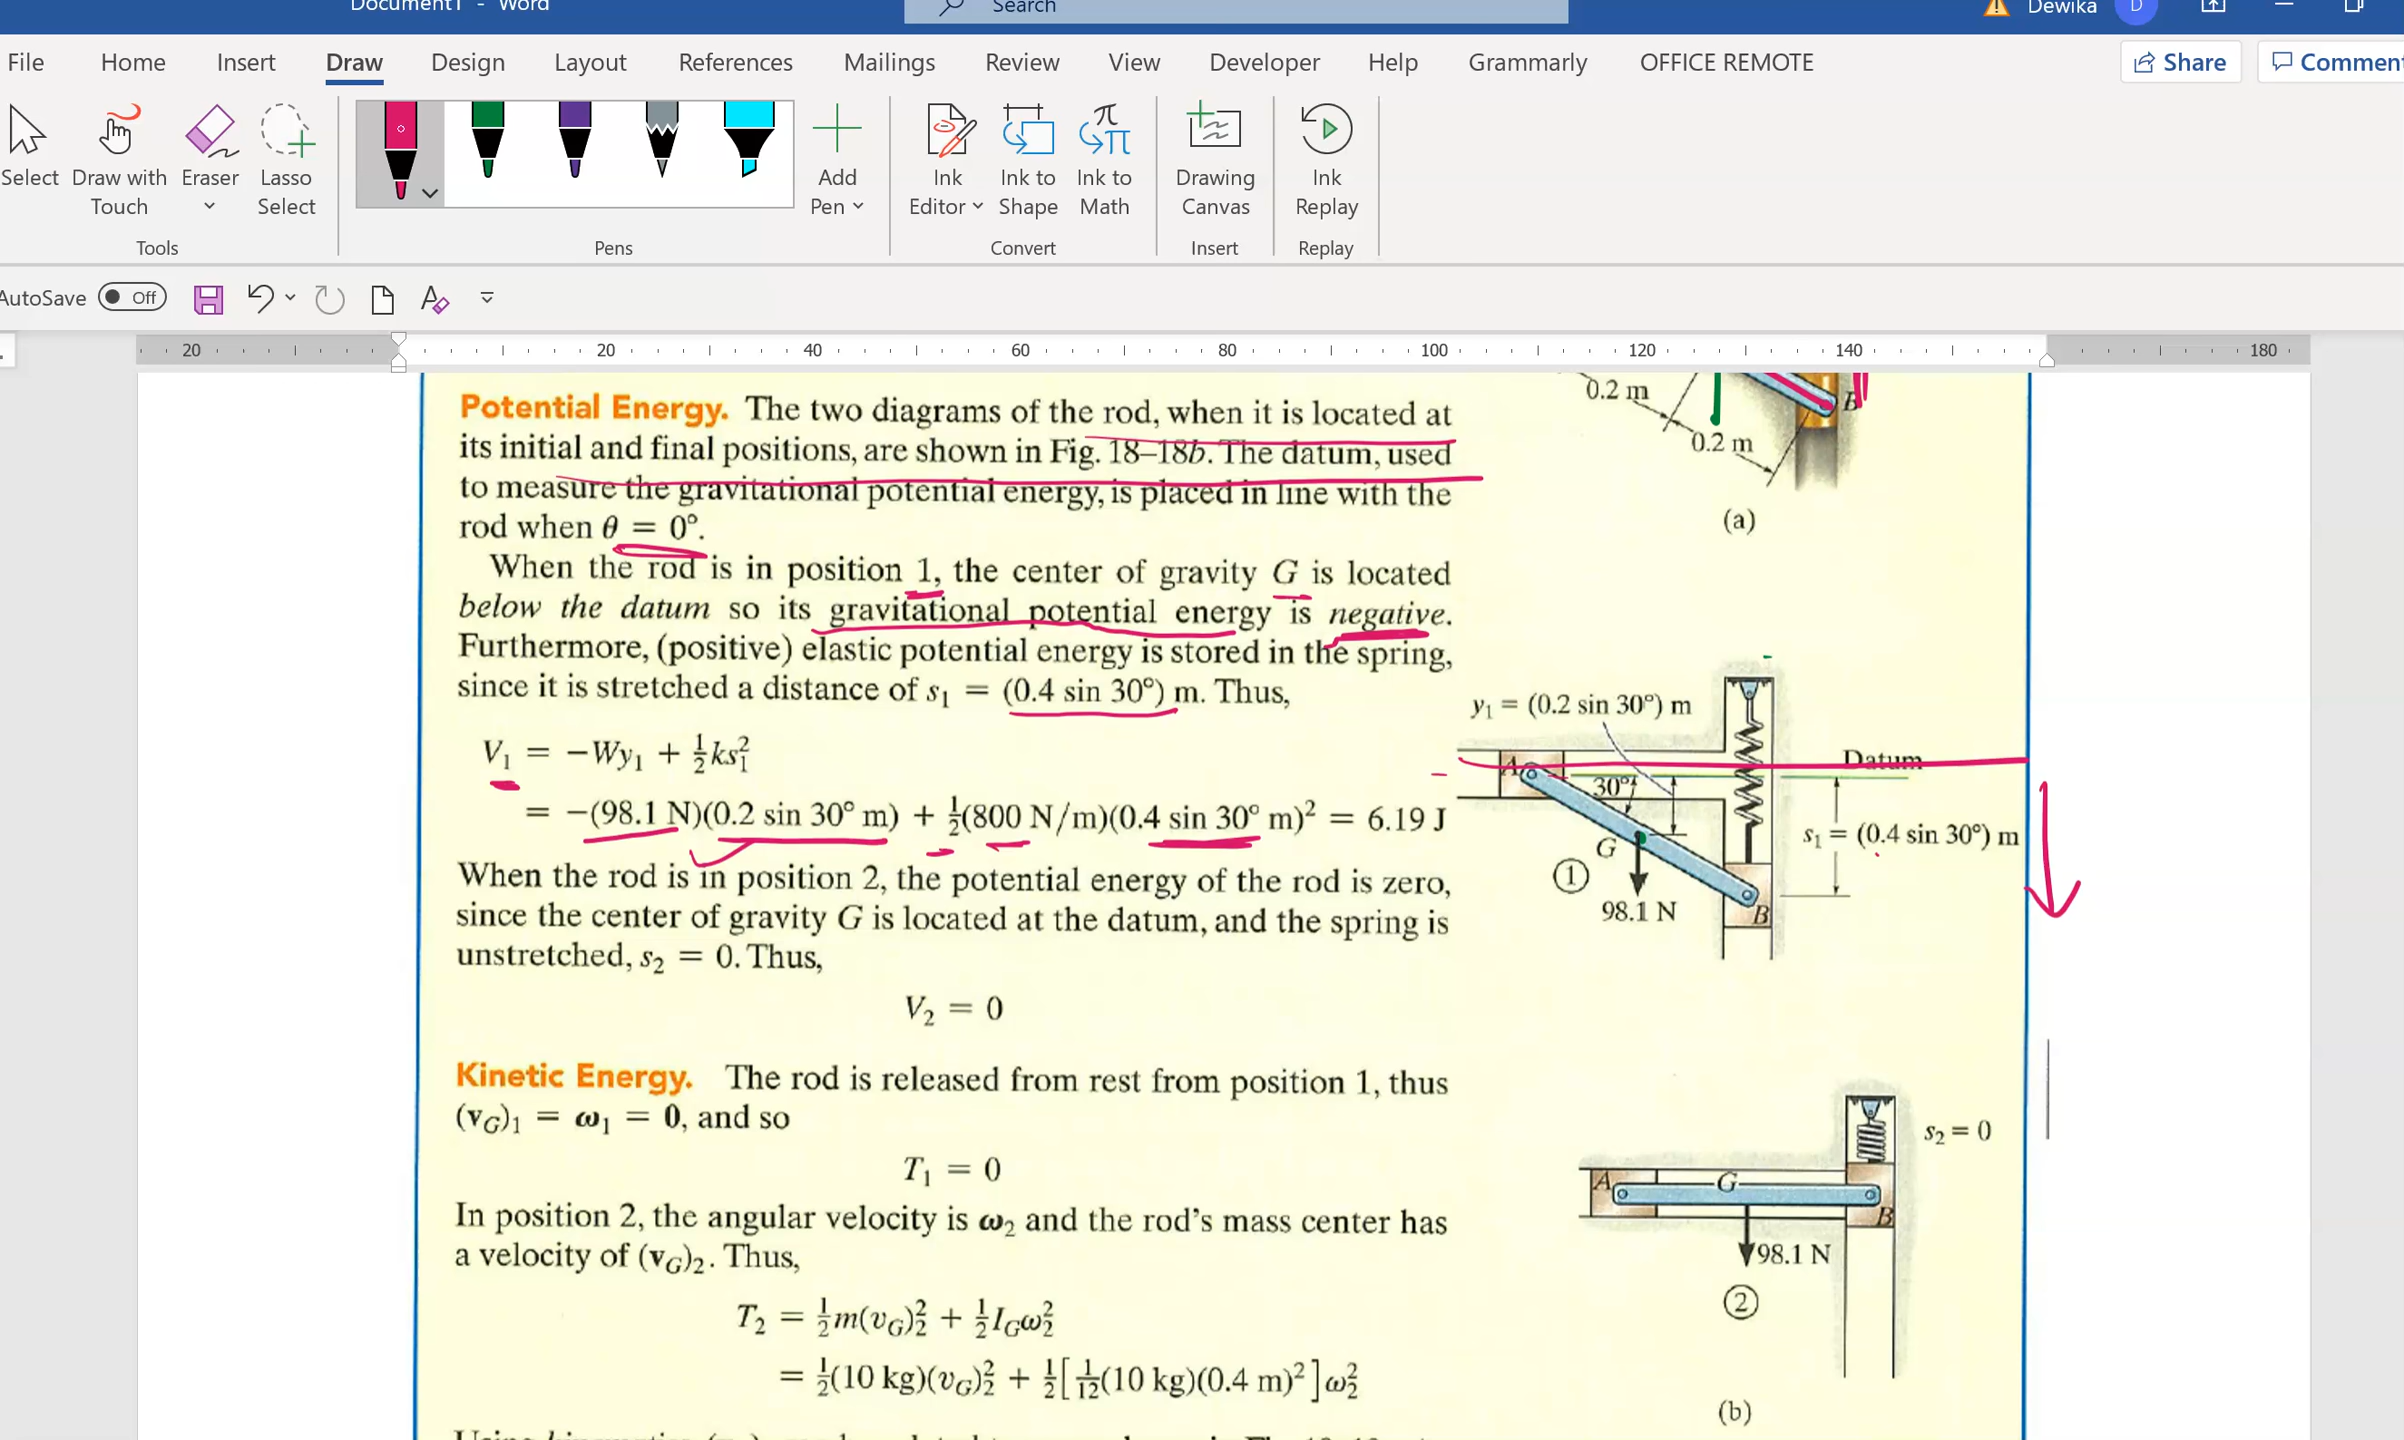 Document1 - Word
Search
Dewika
D
File Home Insert Draw Design Layout References Mailings Review View Developer Help Grammarly OFFICE REMOTE
Share
Select
Draw with Touch
Eraser
Lasso Select
Add Pen
Ink Editor
Ink to Shape
Ink to Math
Drawing Canvas
Ink Replay
Tools
Pens
Convert
Insert
Replay
AutoSave Off
20 20 40 60 80 100 120 140 180
Potential Energy. The two diagrams of the rod, when it is located at
its initial and final positions, are shown in Fig. 18–18b. The datum, used
to measure the gravitational potential energy, is placed in line with the
rod when θ = 0°.
When the rod is in position 1, the center of gravity G is located
below the datum so its gravitational potential energy is negative.
Furthermore, (positive) elastic potential energy is stored in the spring,
since it is stretched a distance of s₁ = (0.4 sin 30°) m. Thus,
V₁ = −Wy₁ + ½ks₁²
= −(98.1 N)(0.2 sin 30° m) + ½(800 N/m)(0.4 sin 30° m)² = 6.19 J
When the rod is in position 2, the potential energy of the rod is zero,
since the center of gravity G is located at the datum, and the spring is
unstretched, s₂ = 0. Thus,
V₂ = 0
Kinetic Energy. The rod is released from rest from position 1, thus
(v_G)₁ = ω₁ = 0, and so
T₁ = 0
In position 2, the angular velocity is ω₂ and the rod's mass center has
a velocity of (v_G)₂. Thus,
T₂ = ½m(v_G)₂² + ½I_Gω₂²
= ½(10 kg)(v_G)₂² + ½[1/12(10 kg)(0.4 m)²]ω₂²
0.2 m
B
0.2 m
(a)
y₁ = (0.2 sin 30°) m
Datum
A
30°
G
s₁ = (0.4 sin 30°) m
1
98.1 N
B
s₂ = 0
A
G
B
98.1 N
2
(b)